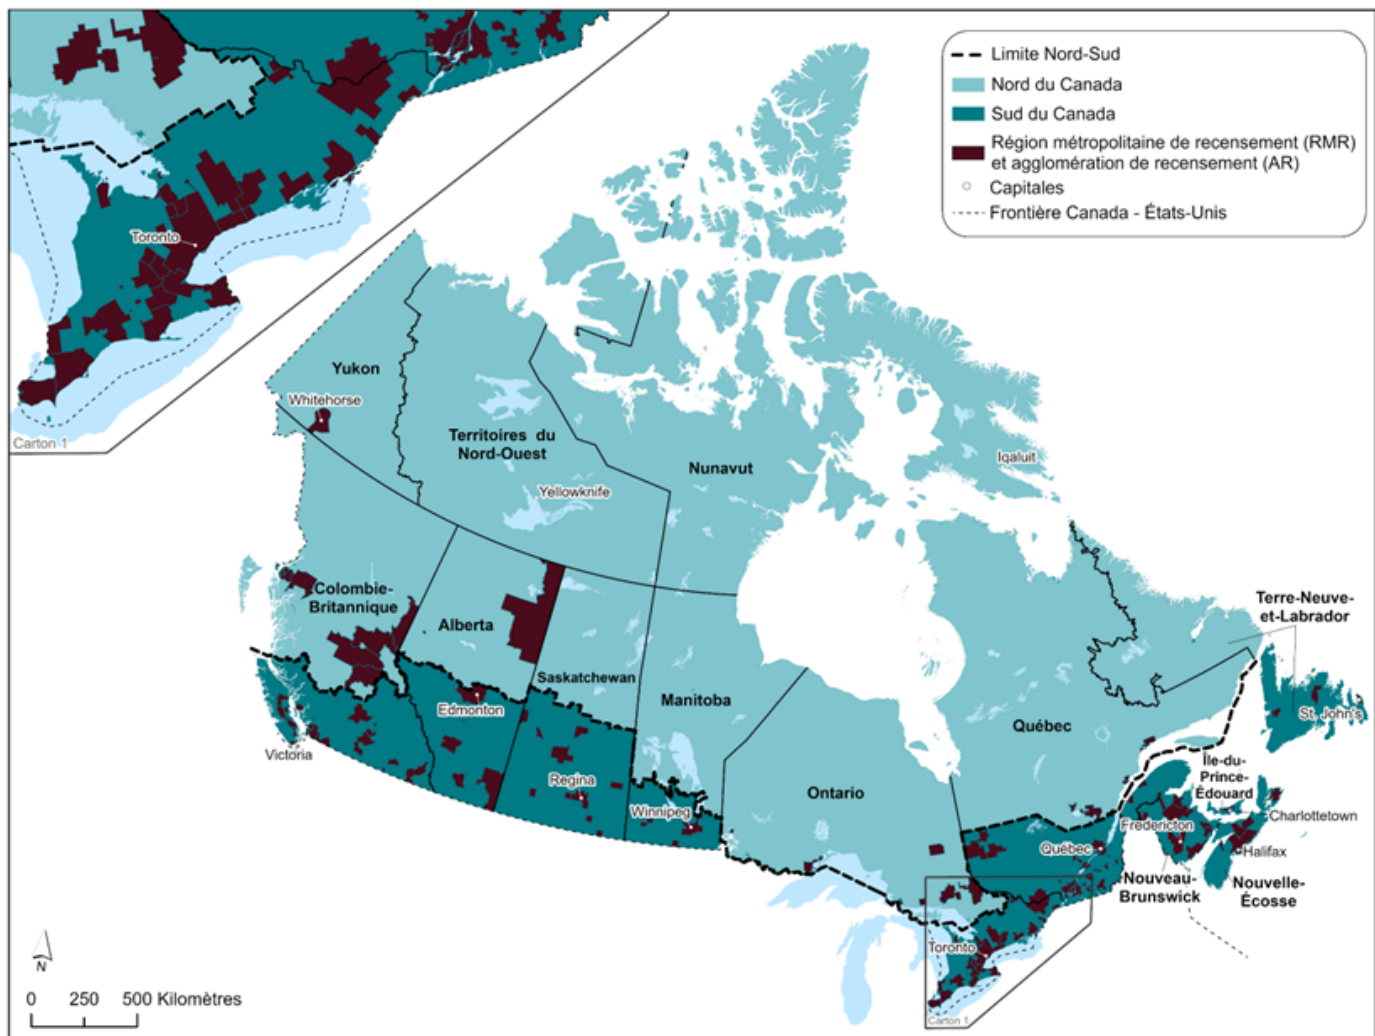 Limite Nord-Sud
Nord du Canada
Sud du Canada
Région métropolitaine de recensement (RMR)
et agglomération de recensement (AR)
Capitales
Frontière Canada - États-Unis
Toronto
Carton 1
Yukon
Whitehorse
Territoires du
Nord-Ouest
Yellowknife
Nunavut
Iqaluit
Colombie-
Britannique
Alberta
Saskatchewan
Manitoba
Edmonton
Victoria
Regina
Winnipeg
Ontario
Québec
Terre-Neuve-
et-Labrador
St. John's
Île-du-
Prince-
Édouard
Charlottetown
Fredericton
Québec
Halifax
Nouveau-
Brunswick
Nouvelle-
Écosse
Toronto
Carton 1
N
0 250 500 Kilomètres